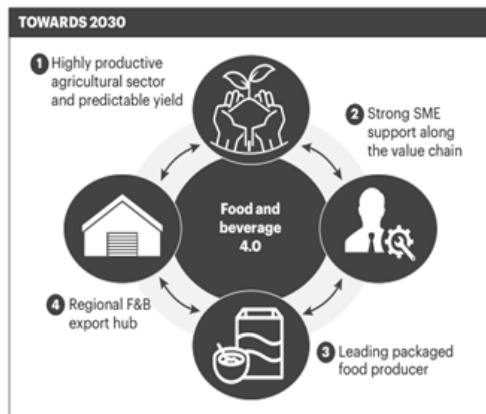 TOWARDS 2030
1 Highly productive
agricultural sector
and predictable yield
2 Strong SME
support along
the value chain
Food and
beverage
4.0
4 Regional F&B
export hub
3 Leading packaged
food producer